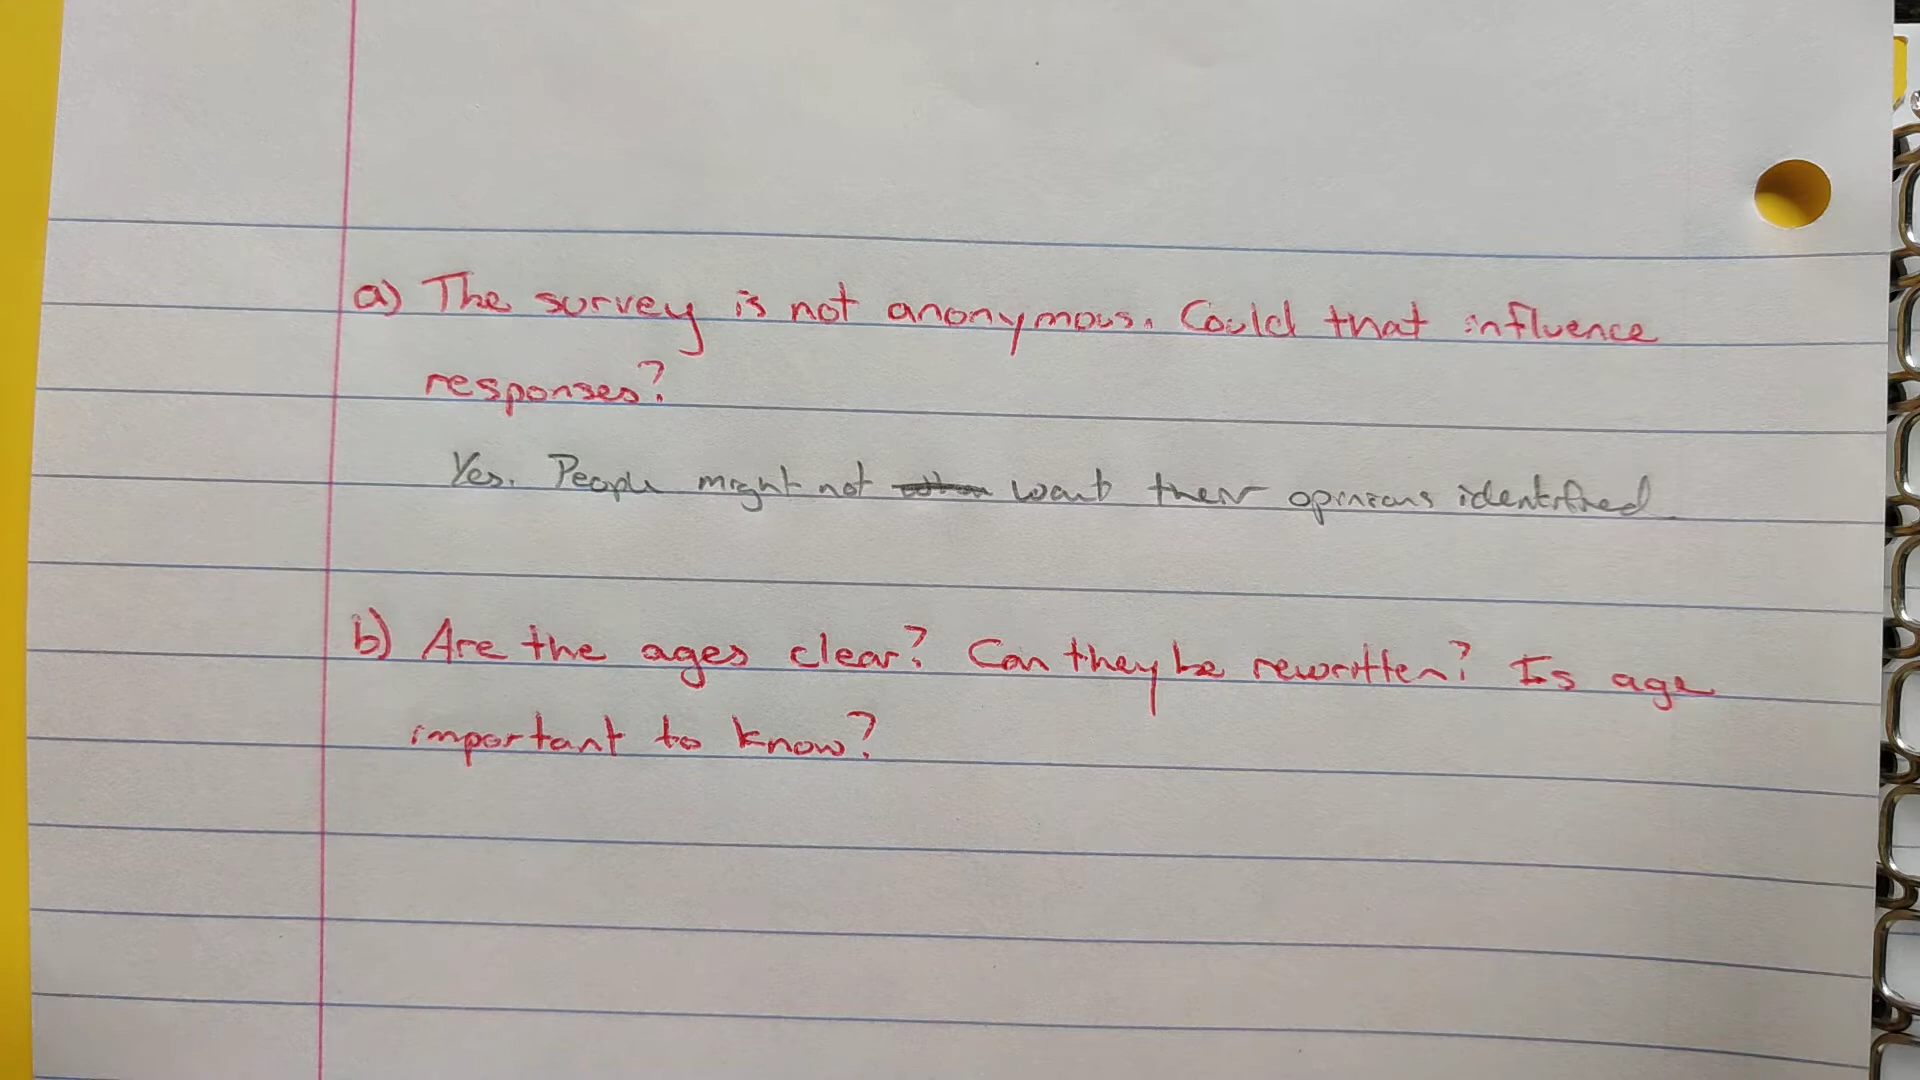 a) The survey is not anonymous. Could that influence
responses?
Yes. People might not want their opinions identified
b) Are the ages clear? Can they be rewritten? Is age
important to know?